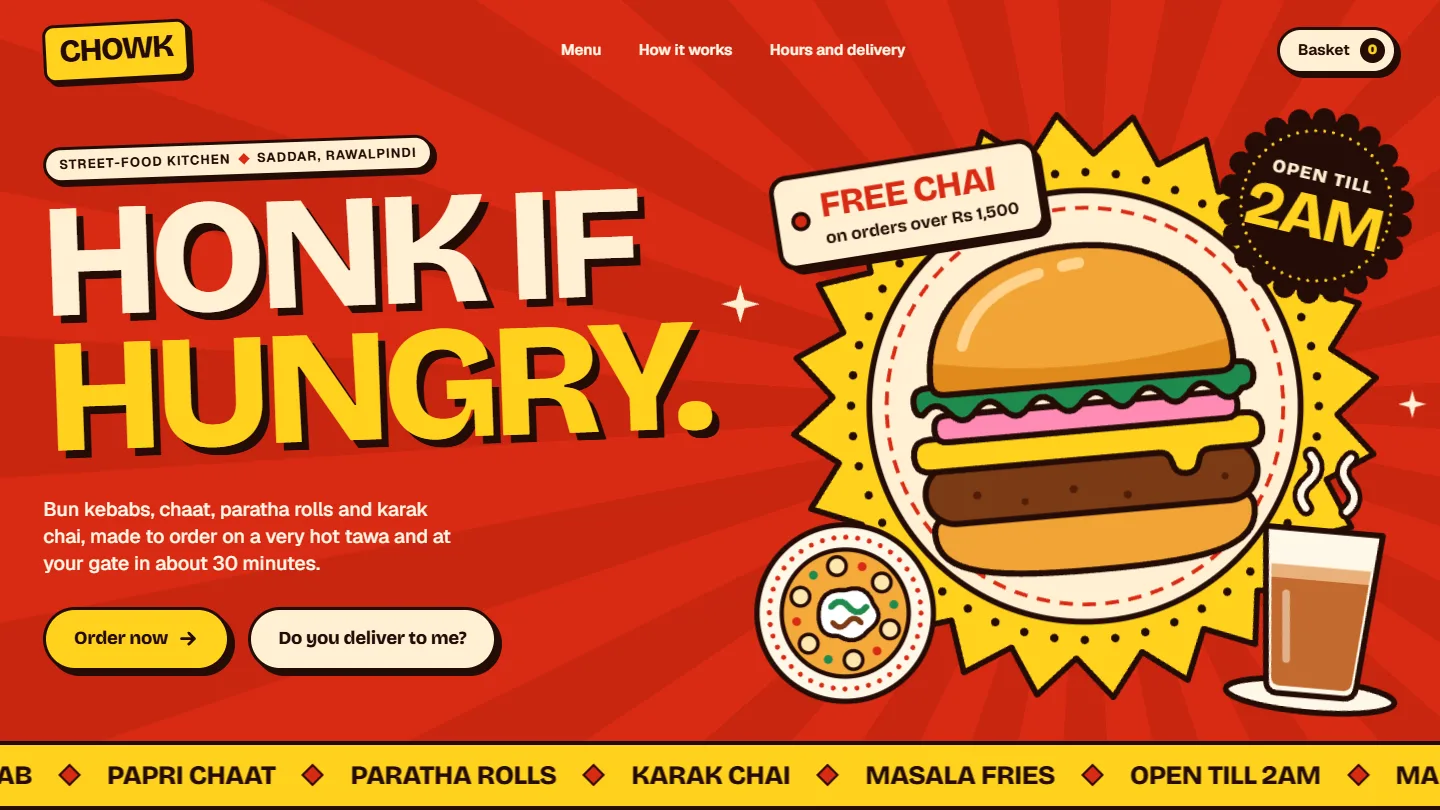 CHOWK
Menu
How it works
Hours and delivery
Basket 0
STREET-FOOD KITCHEN ◆ SADDAR, RAWALPINDI
HONK IF
HUNGRY.
FREE CHAI
on orders over Rs 1,500
OPEN TILL
2AM
Bun kebabs, chaat, paratha rolls and karak
chai, made to order on a very hot tawa and at
your gate in about 30 minutes.
Order now →
Do you deliver to me?
AB ◆ PAPRI CHAAT ◆ PARATHA ROLLS ◆ KARAK CHAI ◆ MASALA FRIES ◆ OPEN TILL 2AM ◆ MA